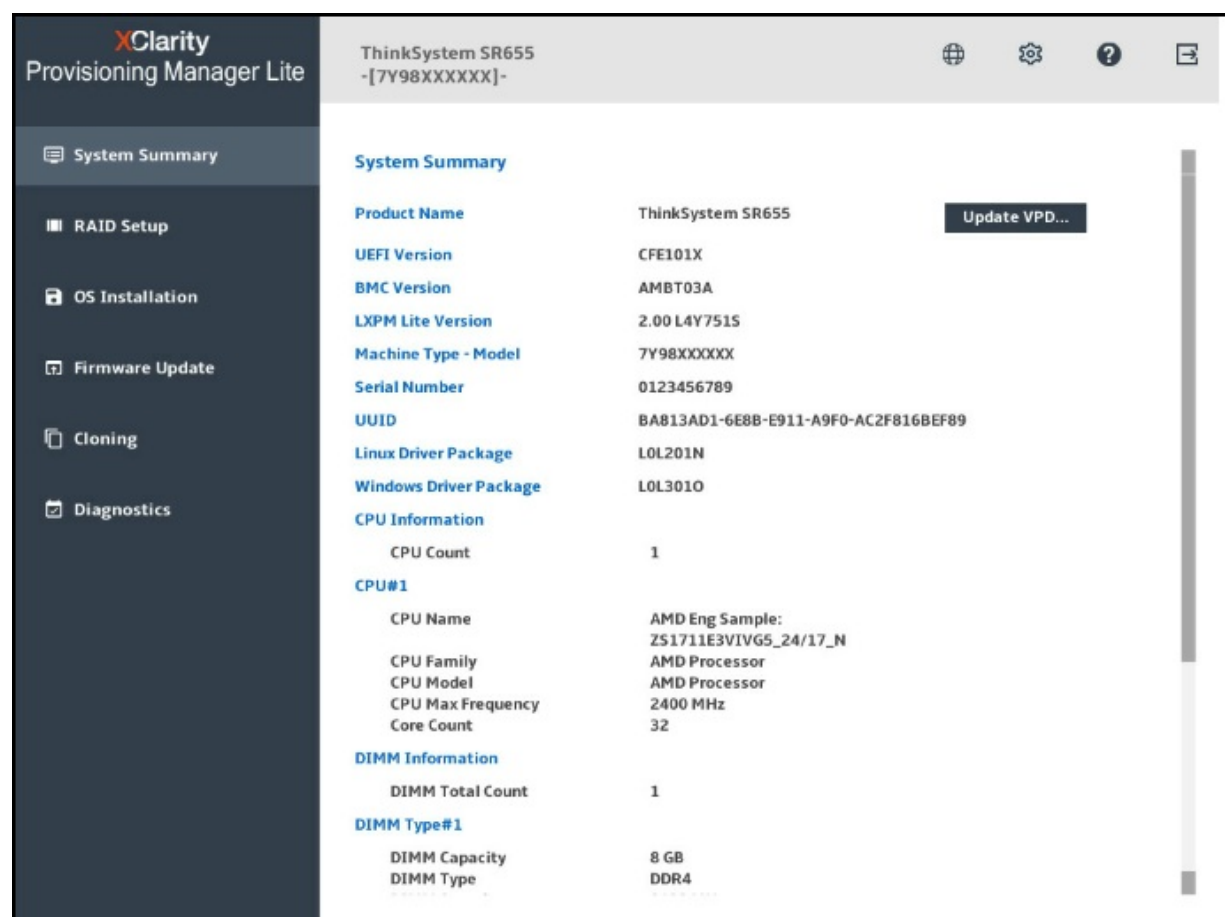 XClarity
Provisioning Manager Lite
ThinkSystem SR655
-[7Y98XXXXXX]-
System Summary
RAID Setup
OS Installation
Firmware Update
Cloning
Diagnostics
System Summary
Product Name ThinkSystem SR655 Update VPD...
UEFI Version CFE101X
BMC Version AMBT03A
LXPM Lite Version 2.00 L4Y751S
Machine Type - Model 7Y98XXXXXX
Serial Number 0123456789
UUID BA813AD1-6E8B-E911-A9F0-AC2F816BEF89
Linux Driver Package L0L201N
Windows Driver Package L0L301O
CPU Information
CPU Count 1
CPU#1
CPU Name AMD Eng Sample:
ZS1711E3VIVG5_24/17_N
CPU Family AMD Processor
CPU Model AMD Processor
CPU Max Frequency 2400 MHz
Core Count 32
DIMM Information
DIMM Total Count 1
DIMM Type#1
DIMM Capacity 8 GB
DIMM Type DDR4